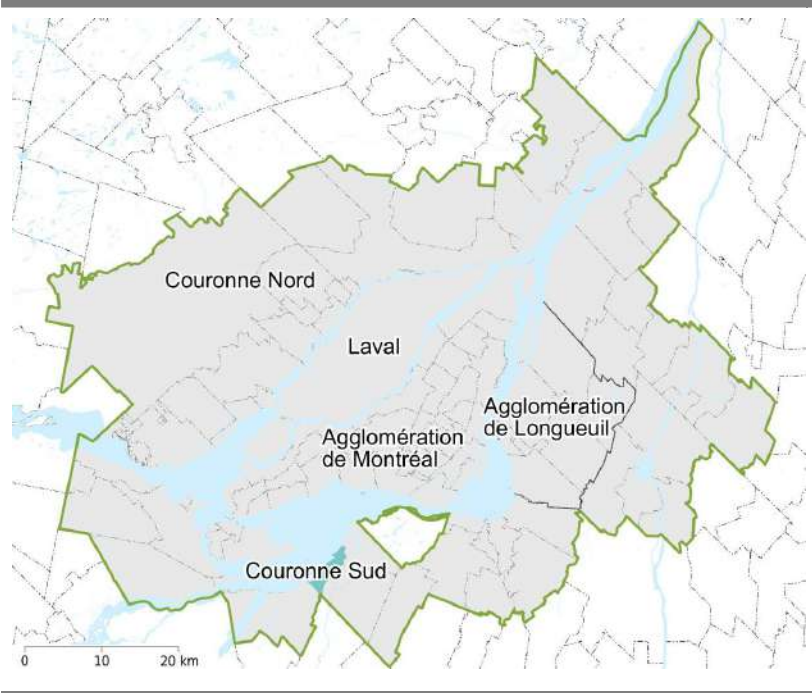 Couronne Nord
Laval
Agglomération
de Longueuil
Agglomération
de Montréal
Couronne Sud
0 10 20 km